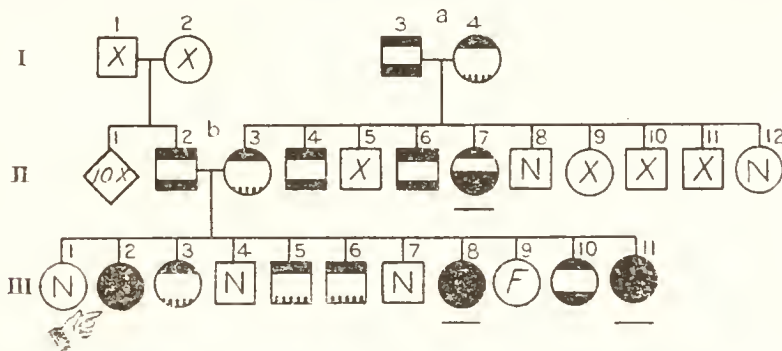 a
1 2 3 4
I X X
b
1 2 3 4 5 6 7 8 9 10 11 12
II 10X X N X X X N
1 2 3 4 5 6 7 8 9 10 11
III N N N F